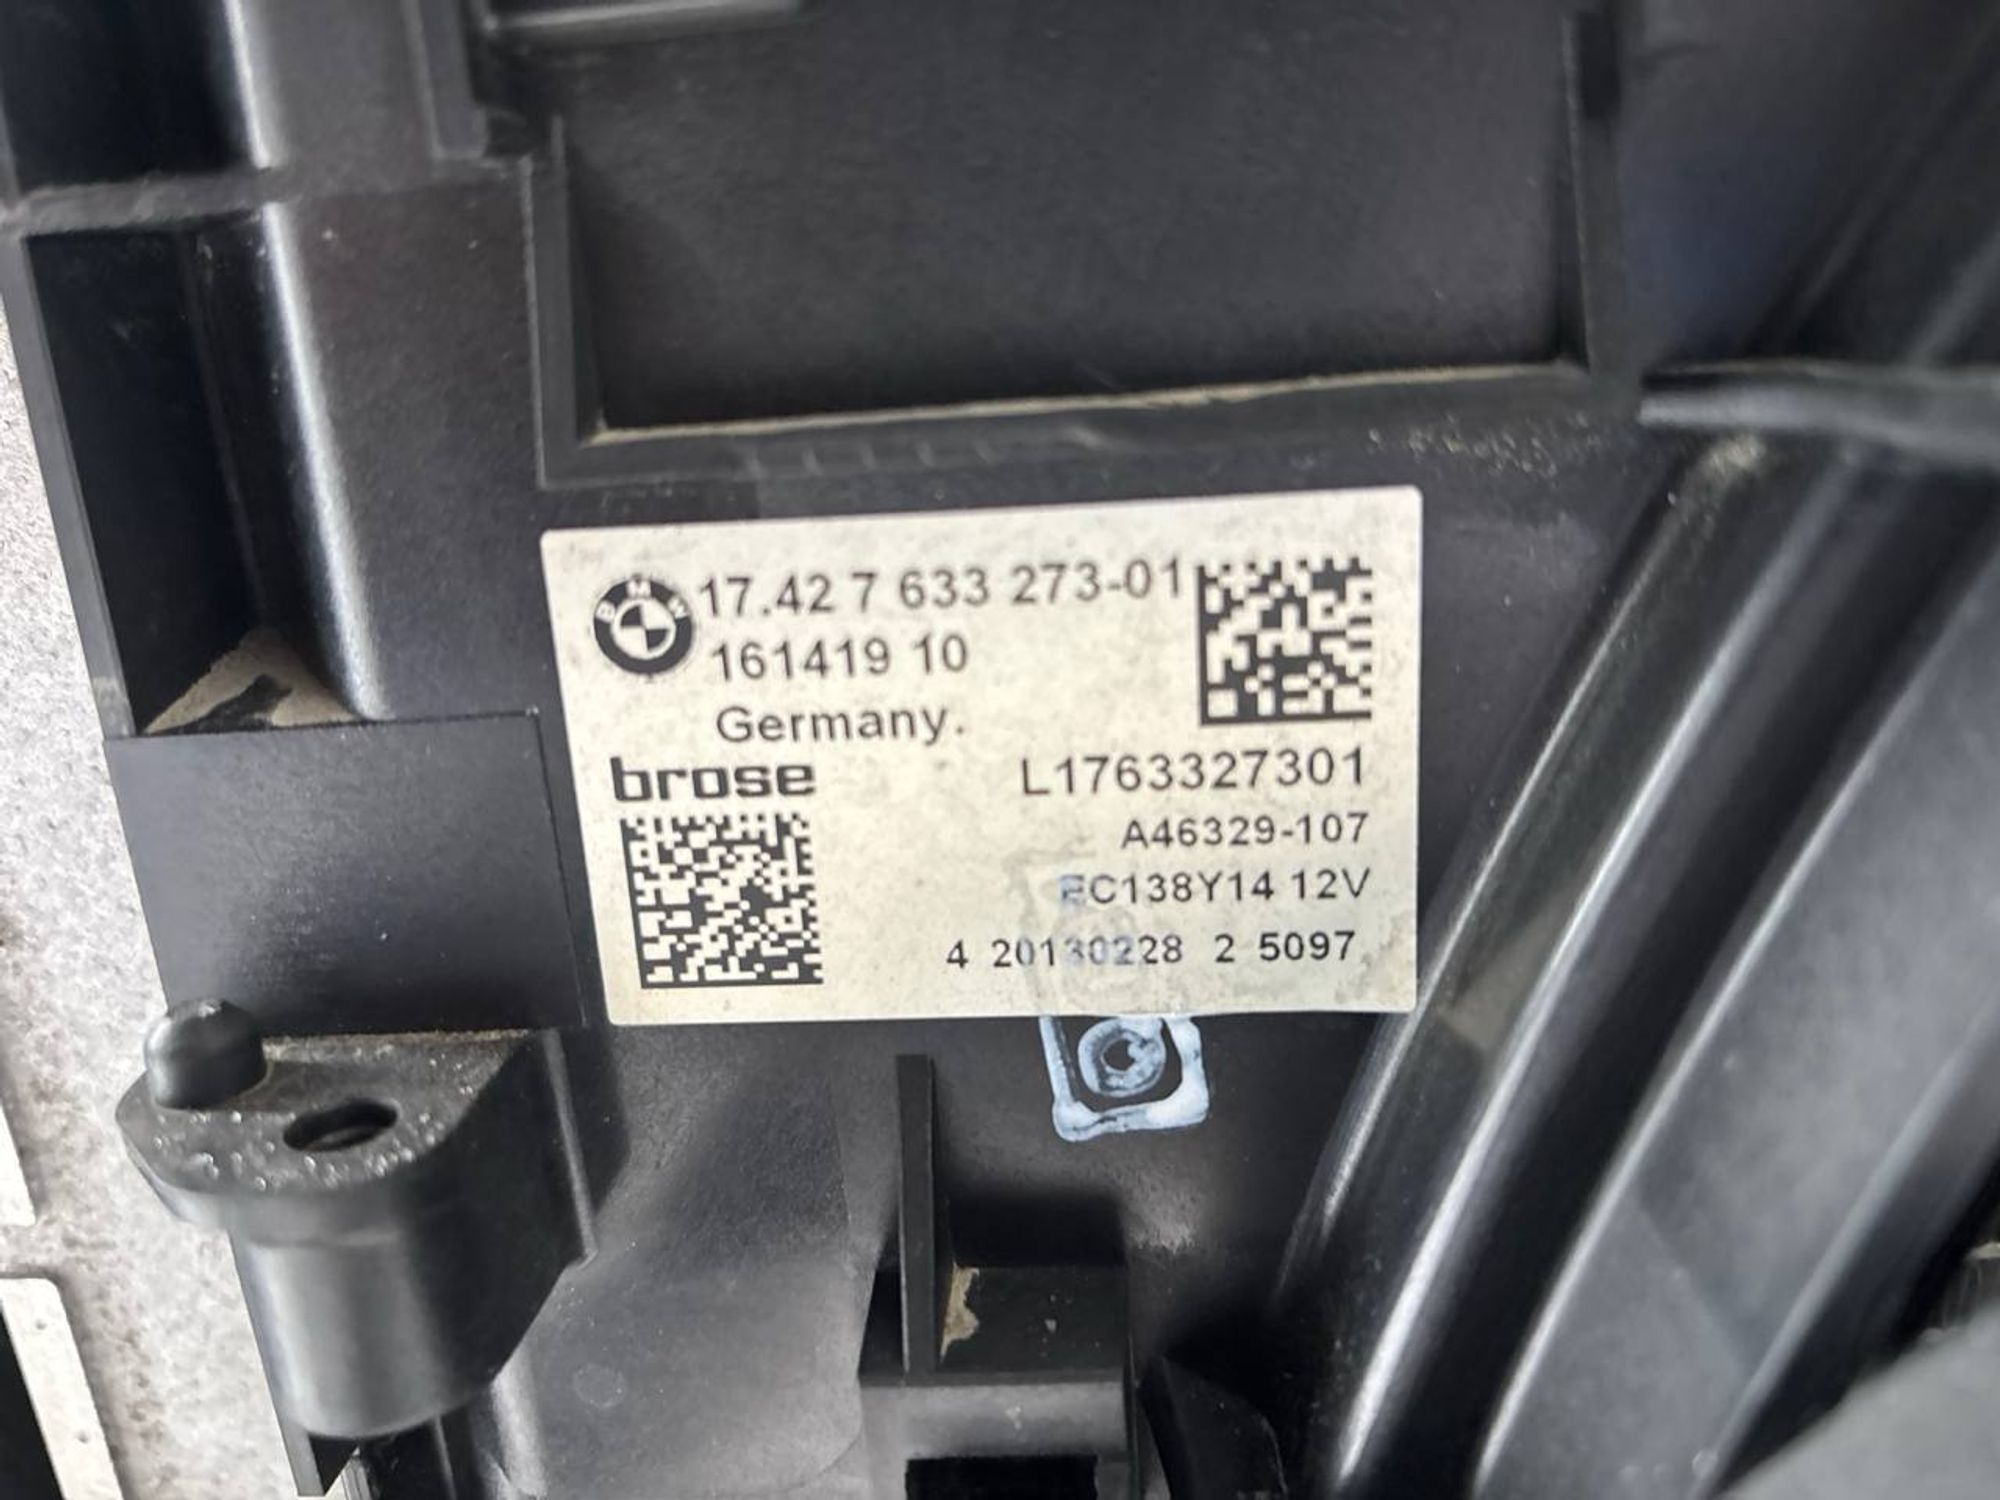 BMW 17.42 7 633 273-01
161419 10
Germany.
brose
L1763327301
A46329-107
EC138Y14 12V
4 20130228 2 5097